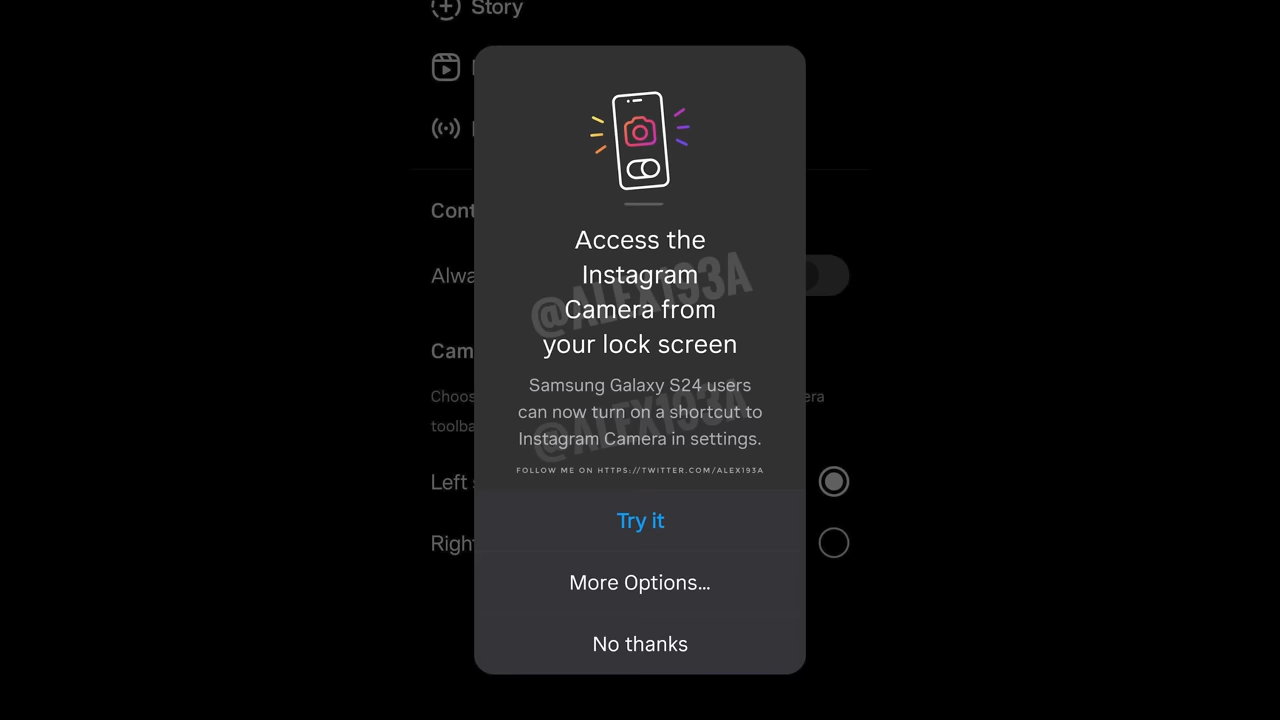 Story
Cont
Access the
Instagram
Camera from
your lock screen
@ALEX193A
Alwa
Cam
Samsung Galaxy S24 users
can now turn on a shortcut to
Instagram Camera in settings.
@ALEX193A
Choos
era
toolba
FOLLOW ME ON HTTPS://TWITTER.COM/ALEX193A
Left s
Try it
Right
More Options...
No thanks